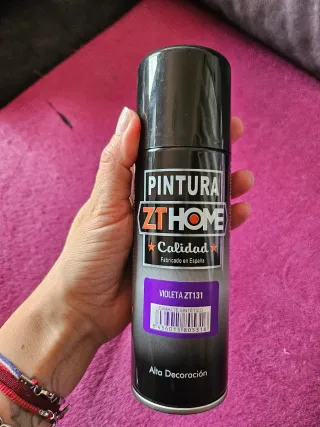 PINTURA
ZT HOME
Calidad
Fabricado en España
VIOLETA ZT131
Alta Decoración